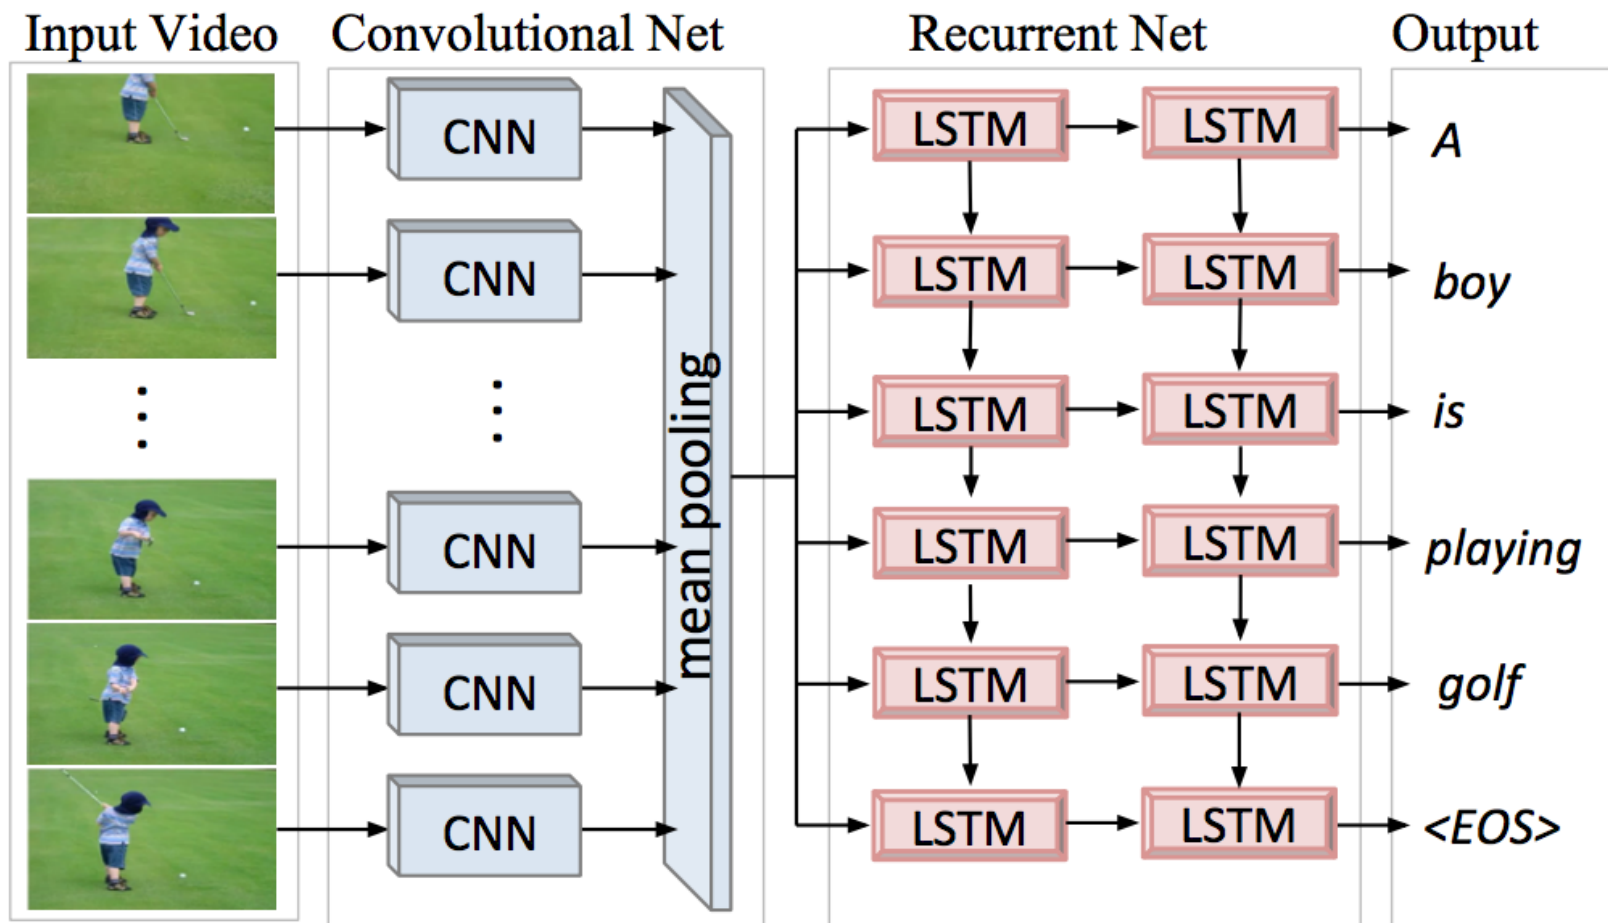 Input Video
Convolutional Net
Recurrent Net
Output
CNN
CNN
CNN
CNN
CNN
mean pooling
LSTM LSTM A
LSTM LSTM boy
LSTM LSTM is
LSTM LSTM playing
LSTM LSTM golf
LSTM LSTM <EOS>